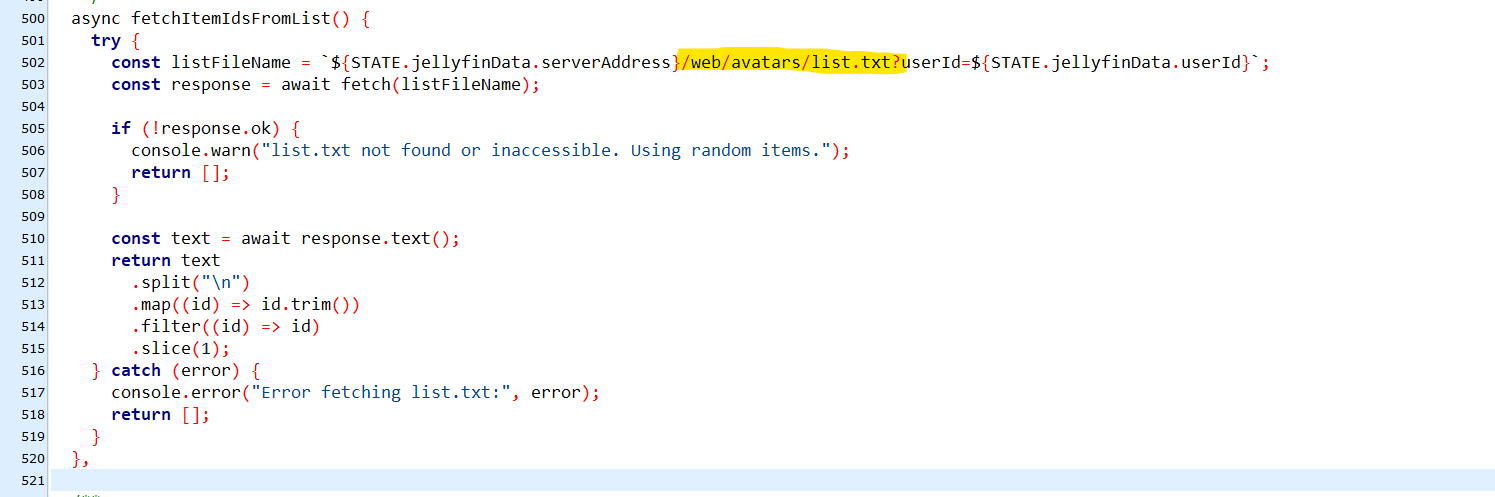 500 async fetchItemIdsFromList() {
501 try {
502 const listFileName = `${STATE.jellyfinData.serverAddress}/web/avatars/list.txt?userId=${STATE.jellyfinData.userId}`;
503 const response = await fetch(listFileName);
504
505 if (!response.ok) {
506 console.warn("list.txt not found or inaccessible. Using random items.");
507 return [];
508 }
509
510 const text = await response.text();
511 return text
512 .split("\n")
513 .map((id) => id.trim())
514 .filter((id) => id)
515 .slice(1);
516 } catch (error) {
517 console.error("Error fetching list.txt:", error);
518 return [];
519 }
520 },
521